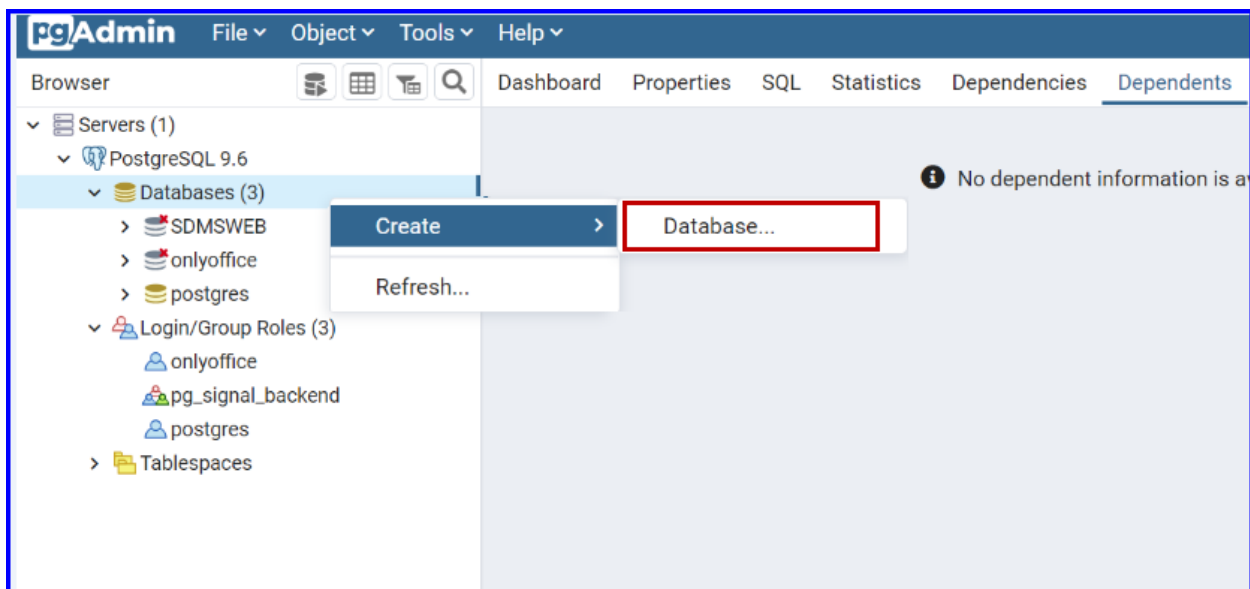 pgAdmin File Object Tools Help
Browser Dashboard Properties SQL Statistics Dependencies Dependents
Servers (1)
PostgreSQL 9.6
No dependent information is
Databases (3)
SDMSWEB
Create
Database...
onlyoffice
postgres
Refresh...
Login/Group Roles (3)
onlyoffice
pg_signal_backend
postgres
Tablespaces